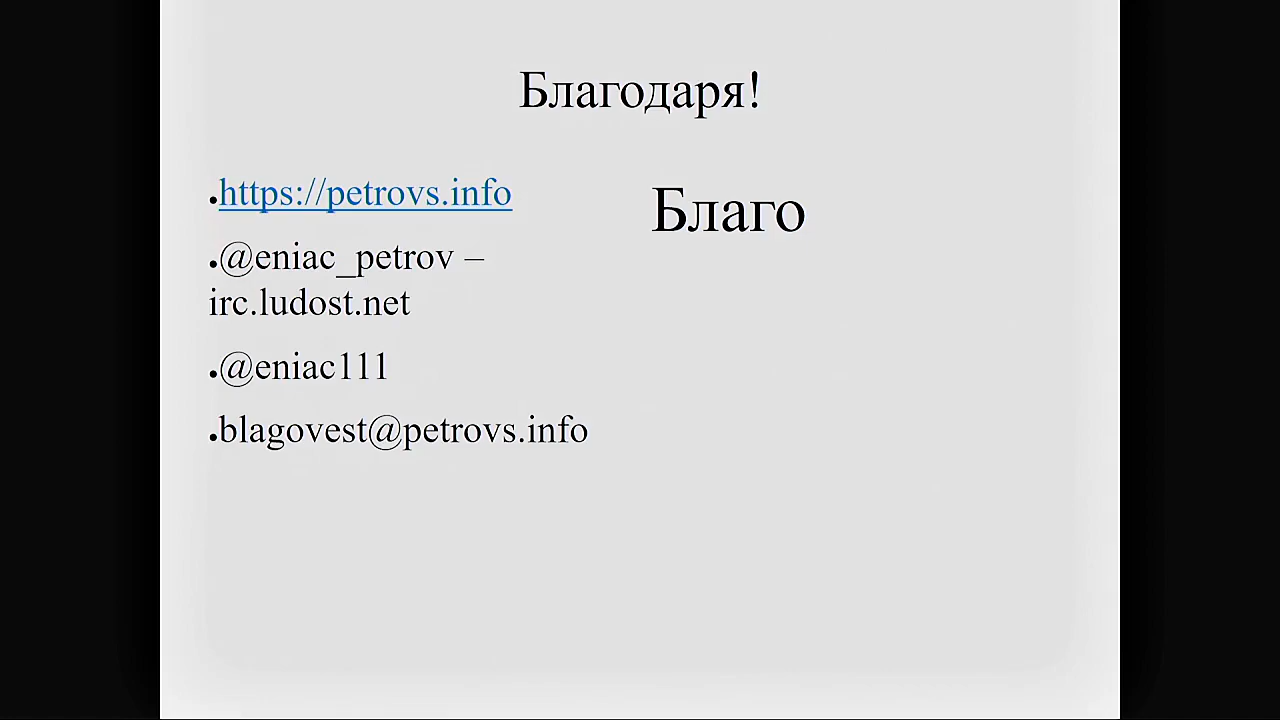 Благодаря!
•https://petrovs.info
•@eniac_petrov –
irc.ludost.net
•@eniac111
•blagovest@petrovs.info
Благо